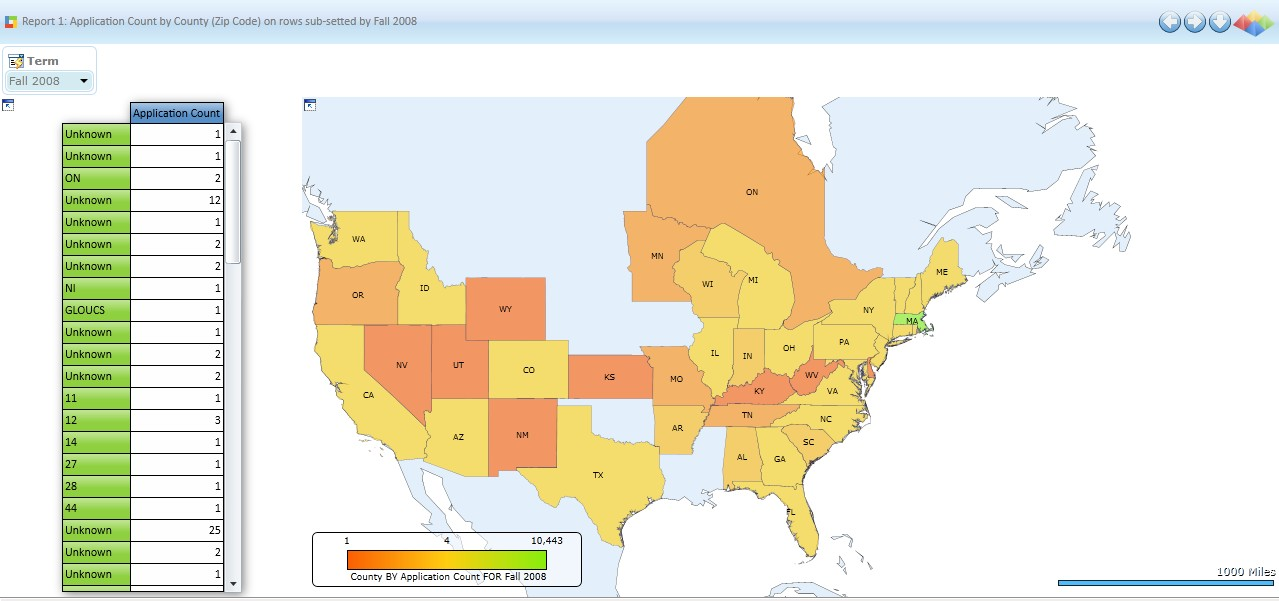 Report 1: Application Count by County (Zip Code) on rows sub-setted by Fall 2008
Term
Fall 2008
Application Count
Unknown 1
Unknown 1
ON 2
Unknown 12
Unknown 1
Unknown 2
Unknown 2
NI 1
GLOUCS 1
Unknown 1
Unknown 2
Unknown 2
11 1
12 3
14 1
27 1
28 1
44 1
Unknown 25
Unknown 2
Unknown 1
ON
WA
MN
ME
MI
ID
WI
OR
WY
NY
MA
PA
OH
IL
IN
NV
UT
CO
WV
KS
MO
KY
VA
CA
TN
NC
AR
AZ
NM
SC
AL
GA
TX
FL
1 4 10,443
County BY Application Count FOR Fall 2008
1000 Miles